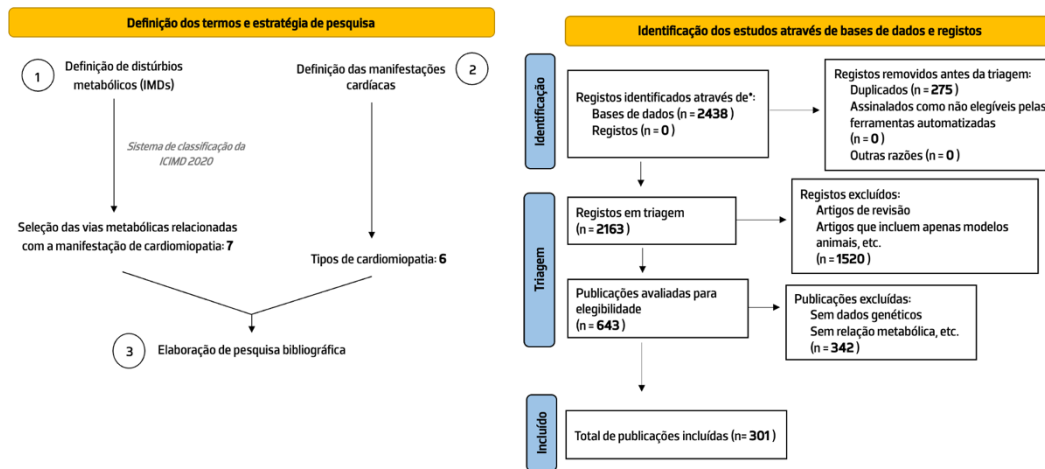 Definição dos termos e estratégia de pesquisa
1
Definição de distúrbios
metabólicos (IMDs)
Definição das manifestações
cardíacas
2
Sistema de classificação da
ICIMD 2020
Seleção das vias metabólicas relacionadas
com a manifestação de cardiomiopatia: 7
Tipos de cardiomiopatia: 6
3
Elaboração de pesquisa bibliográfica
Identificação dos estudos através de bases de dados e registos
Identificação
Registos identificados através de*:
Bases de dados (n = 2438 )
Registos (n = 0)
Registos removidos antes da triagem:
Duplicados (n = 275)
Assinalados como não elegíveis pelas
ferramentas automatizadas
(n = 0)
Outras razões (n = 0)
Triagem
Registos em triagem
(n = 2163)
Registos excluídos:
Artigos de revisão
Artigos que incluem apenas modelos
animais, etc.
(n = 1520)
Publicações avaliadas para
elegibilidade
(n = 643)
Publicações excluídas:
Sem dados genéticos
Sem relação metabólica, etc.
(n = 342)
Incluído
Total de publicações incluídas (n= 301)